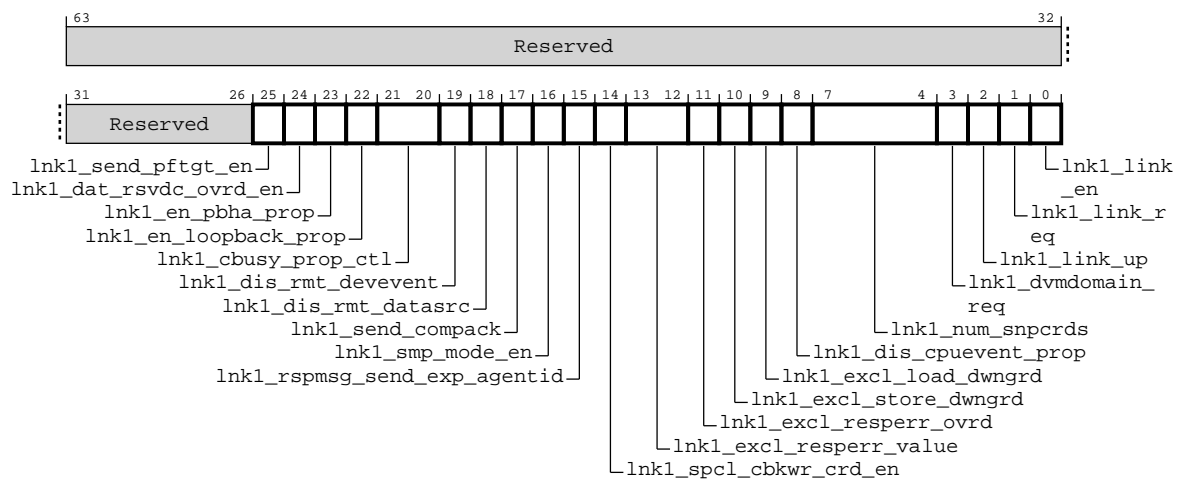 63 32
Reserved
31 26 25 24 23 22 21 20 19 18 17 16 15 14 13 12 11 10 9 8 7 4 3 2 1 0
Reserved
lnk1_send_pftgt_en
lnk1_dat_rsvdc_ovrd_en
lnk1_en_pbha_prop
lnk1_en_loopback_prop
lnk1_cbusy_prop_ctl
lnk1_dis_rmt_devevent
lnk1_dis_rmt_datasrc
lnk1_send_compack
lnk1_smp_mode_en
lnk1_rspmsg_send_exp_agentid
lnk1_link
_en
lnk1_link_r
eq
lnk1_link_up
lnk1_dvmdomain_
req
lnk1_num_snpcrds
lnk1_dis_cpuevent_prop
lnk1_excl_load_dwngrd
lnk1_excl_store_dwngrd
lnk1_excl_resperr_ovrd
lnk1_excl_resperr_value
lnk1_spcl_cbkwr_crd_en